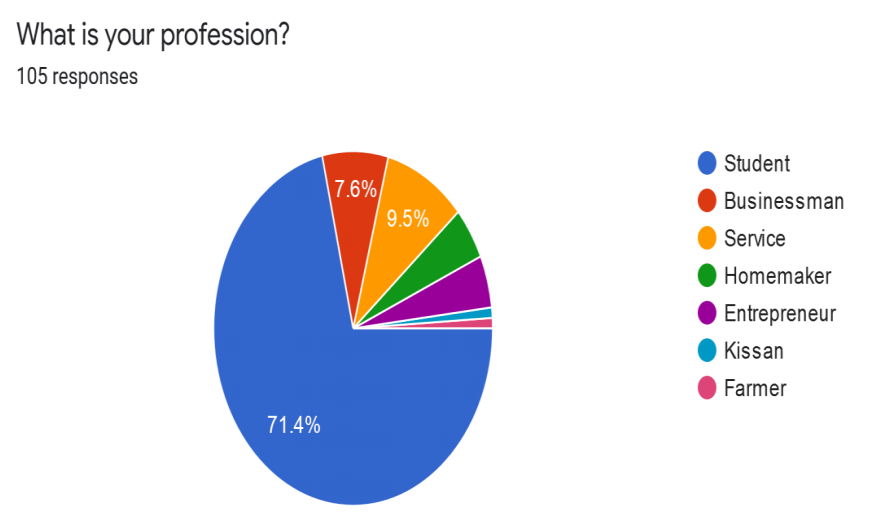 What is your profession?
105 responses
7.6%
9.5%
71.4%
Student
Businessman
Service
Homemaker
Entrepreneur
Kissan
Farmer